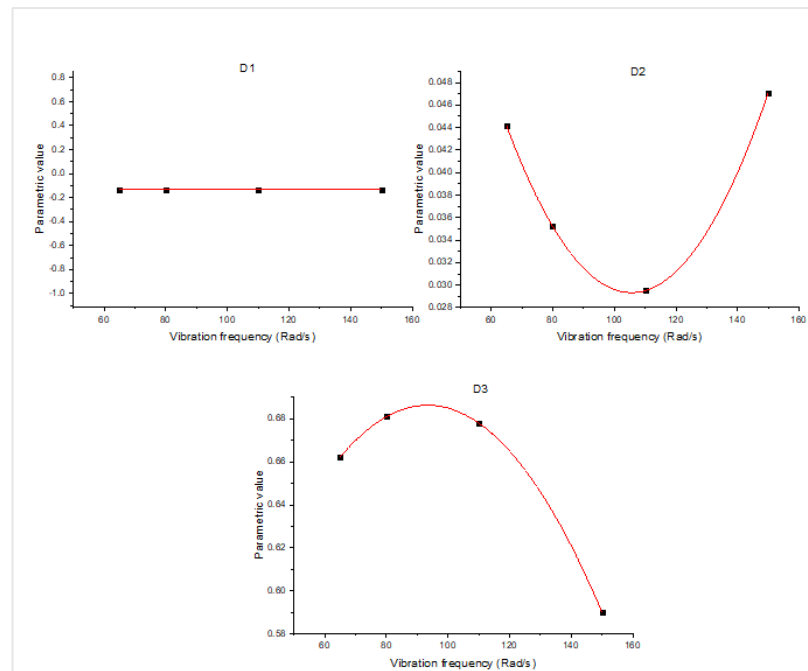 D1
Parametric value
0.8
0.6
0.4
0.2
0.0
-0.2
-0.4
-0.6
-0.8
-1.0
60 80 100 120 140 160
Vibration frequency (Rad/s)
D2
Parametric value
0.048
0.046
0.044
0.042
0.040
0.038
0.036
0.034
0.032
0.030
0.028
60 80 100 120 140 160
Vibration frequency (Rad/s)
D3
Parametric value
0.68
0.66
0.64
0.62
0.60
0.58
60 80 100 120 140 160
Vibration frequency (Rad/s)